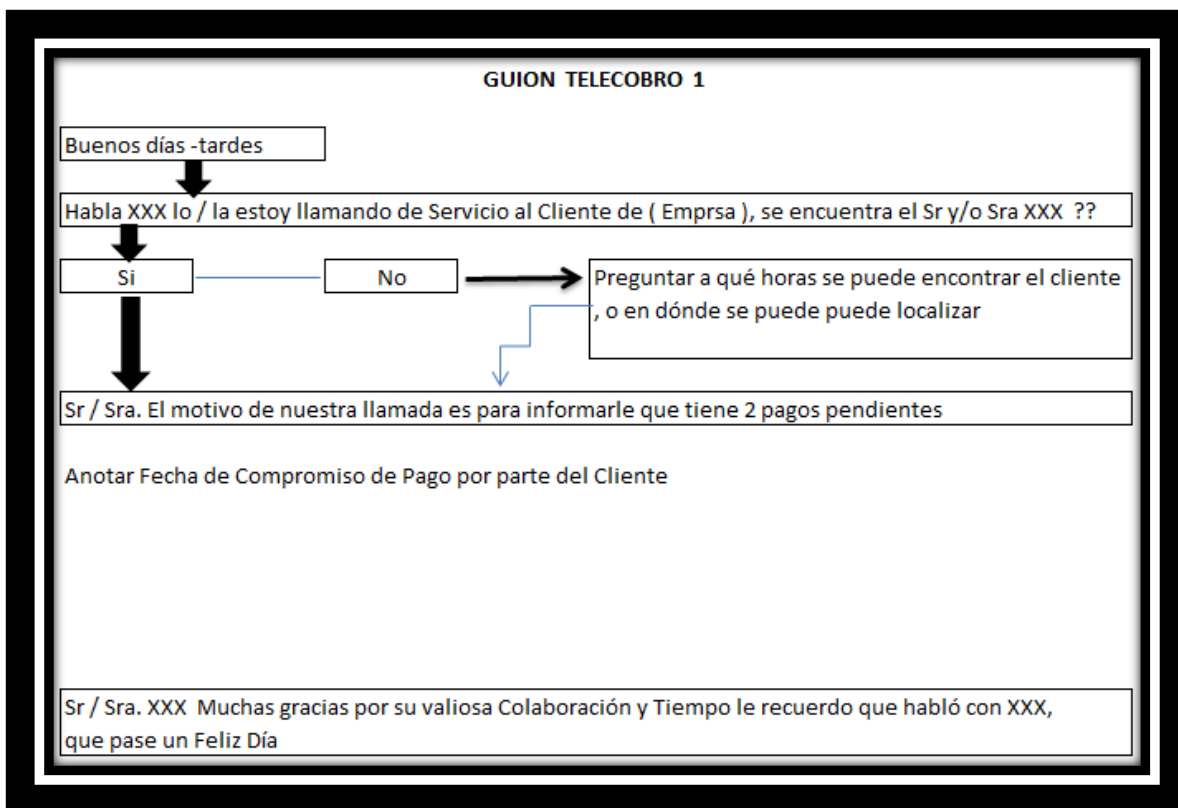 GUION TELECOBRO 1
Buenos días -tardes
Habla XXX lo / la estoy llamando de Servicio al Cliente de ( Emprsa ), se encuentra el Sr y/o Sra XXX ??
Si
No
Preguntar a qué horas se puede encontrar el cliente
, o en dónde se puede puede localizar
Sr / Sra. El motivo de nuestra llamada es para informarle que tiene 2 pagos pendientes
Anotar Fecha de Compromiso de Pago por parte del Cliente
Sr / Sra. XXX Muchas gracias por su valiosa Colaboración y Tiempo le recuerdo que habló con XXX,
que pase un Feliz Día